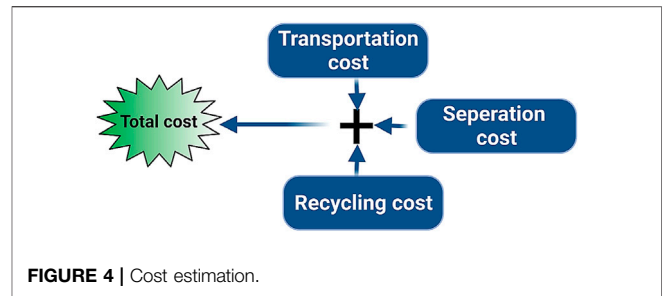 Transportation
cost
Total cost
+
Seperation
cost
Recycling cost
FIGURE 4 | Cost estimation.